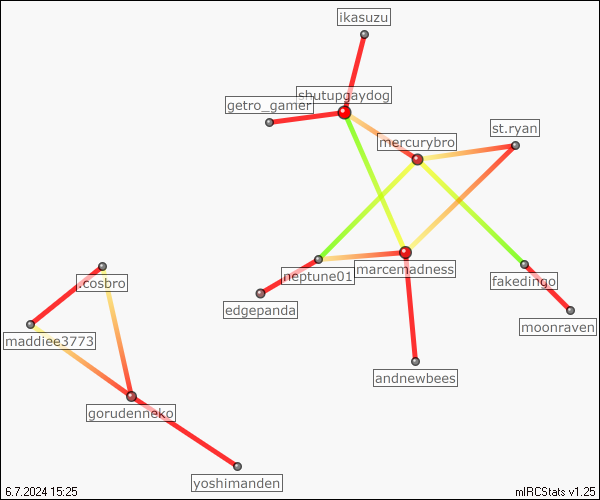 ikasuzu
shutupgaydog
getro_gamer
st.ryan
mercurybro
.cosbro
neptune01
marcemadness
fakedingo
edgepanda
moonraven
maddiee3773
andnewbees
gorudenneko
yoshimanden
6.7.2024 15:25
mIRCStats v1.25